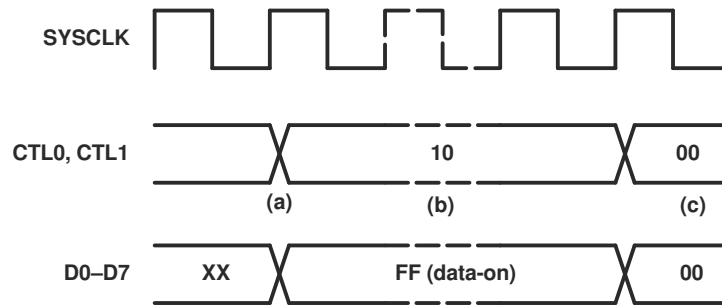 SYSCLK
CTL0, CTL1
10
00
(a)
(b)
(c)
D0–D7
XX
FF (data-on)
00